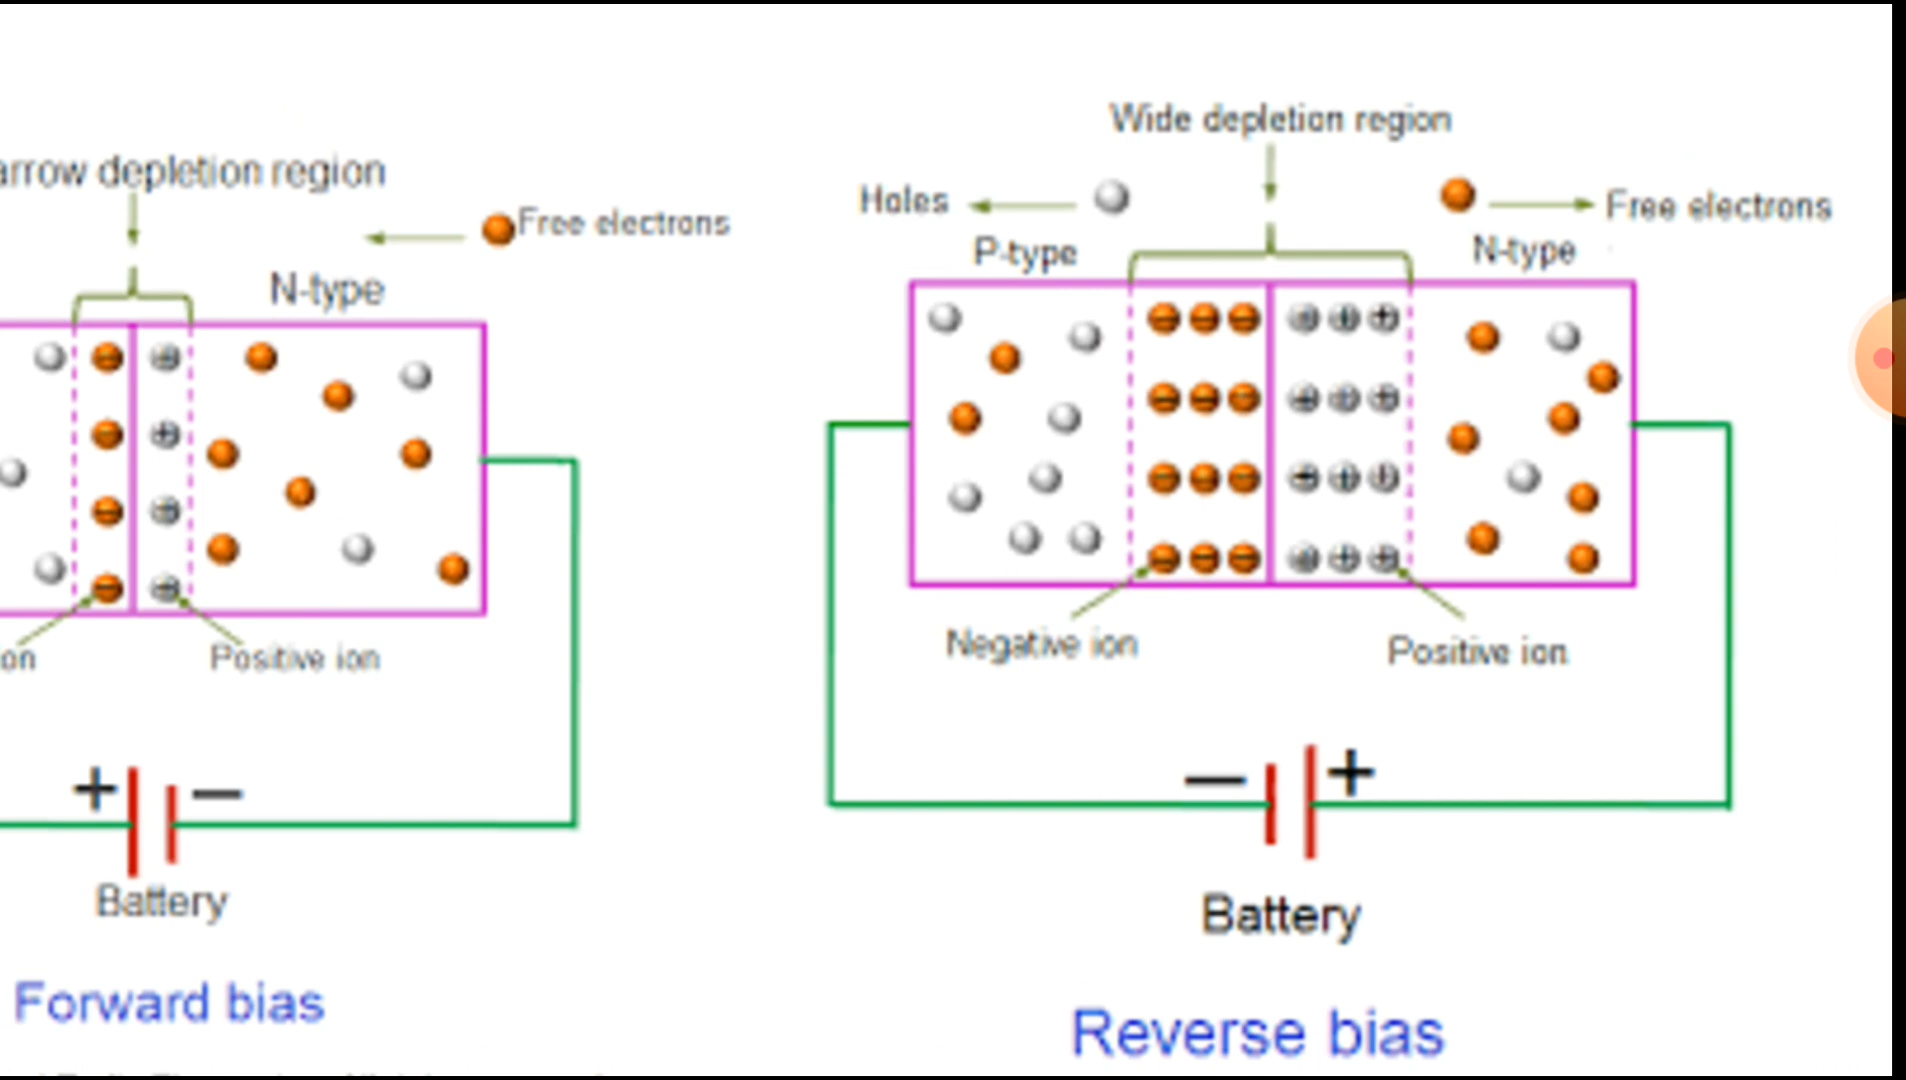 arrow depletion region
Free electrons
N-type
on
Positive ion
+ −
Battery
Forward bias
Wide depletion region
Holes
Free electrons
P-type
N-type
Negative ion
Positive ion
− +
Battery
Reverse bias